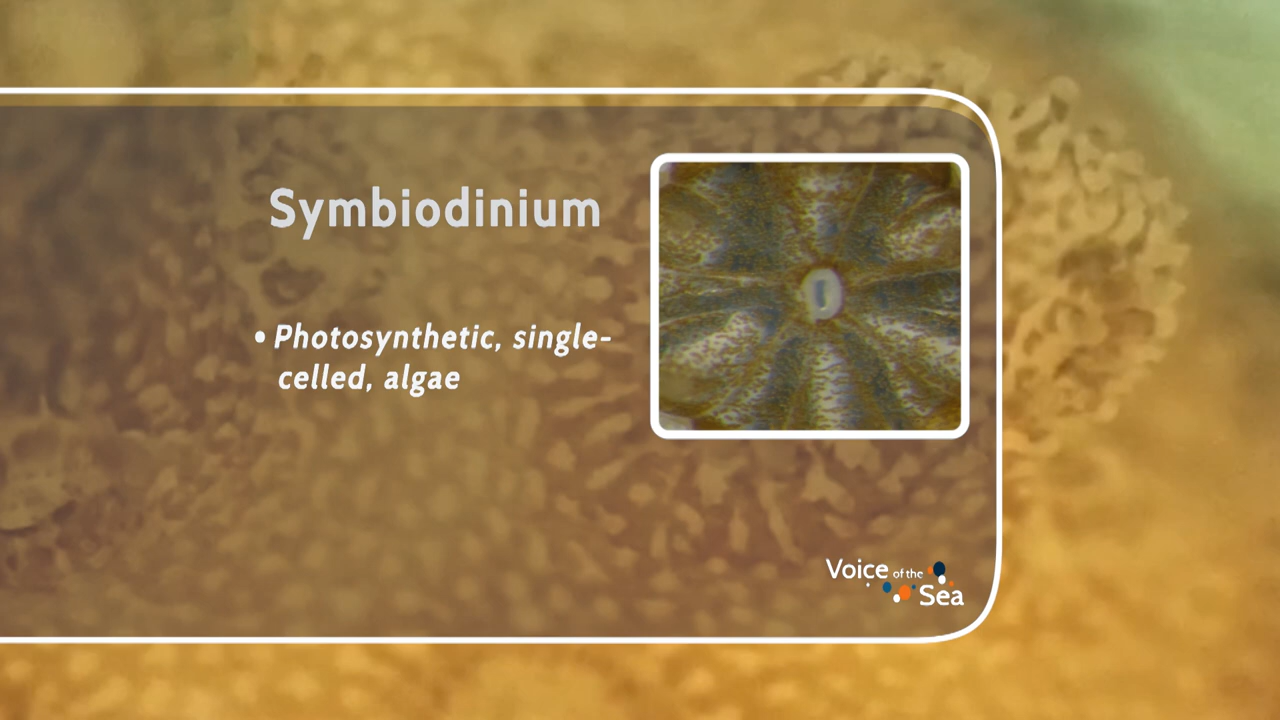 Symbiodinium
• Photosynthetic, single-
celled, algae
Voice of the
Sea